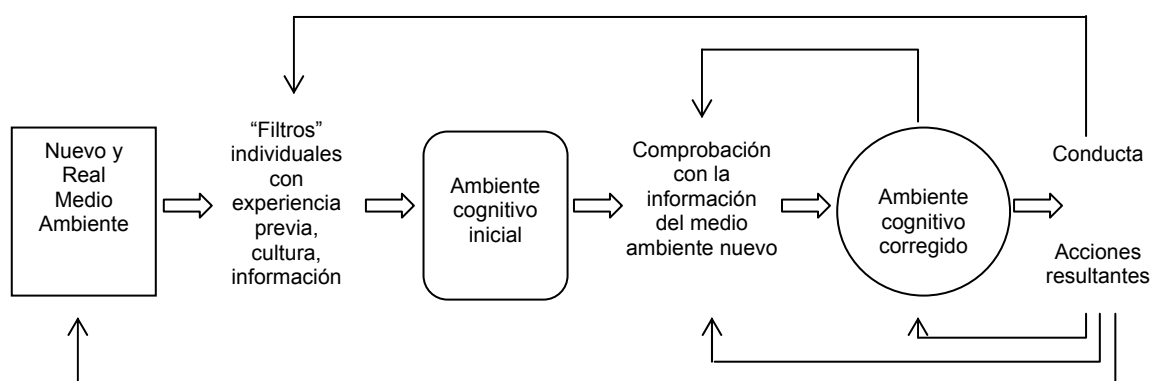 Nuevo y
Real
Medio
Ambiente
“Filtros”
individuales
con
experiencia
previa,
cultura,
información
Ambiente
cognitivo
inicial
Comprobación
con la
información
del medio
ambiente nuevo
Ambiente
cognitivo
corregido
Conducta
Acciones
resultantes